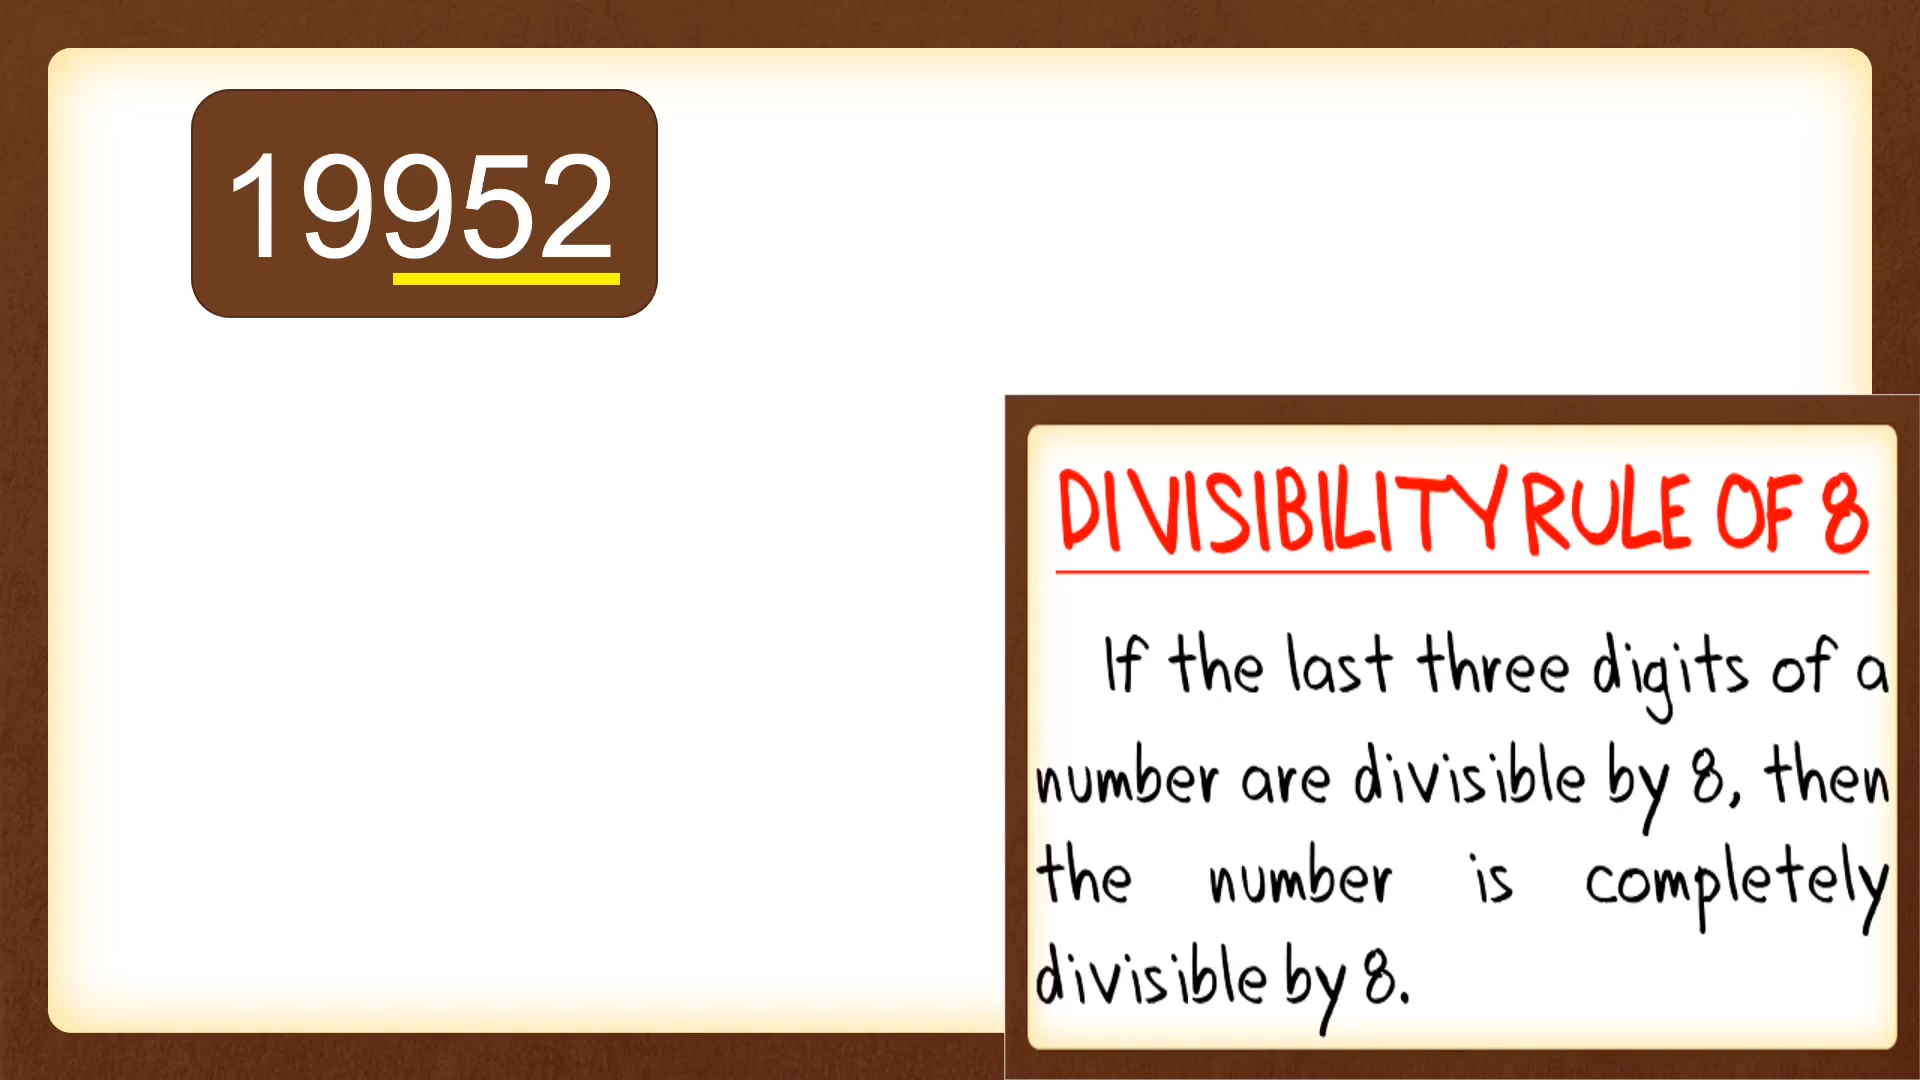 19952
DIVISIBILITY RULE OF 8
If the last three digits of a
number are divisible by 8, then
the number is completely
divisible by 8.